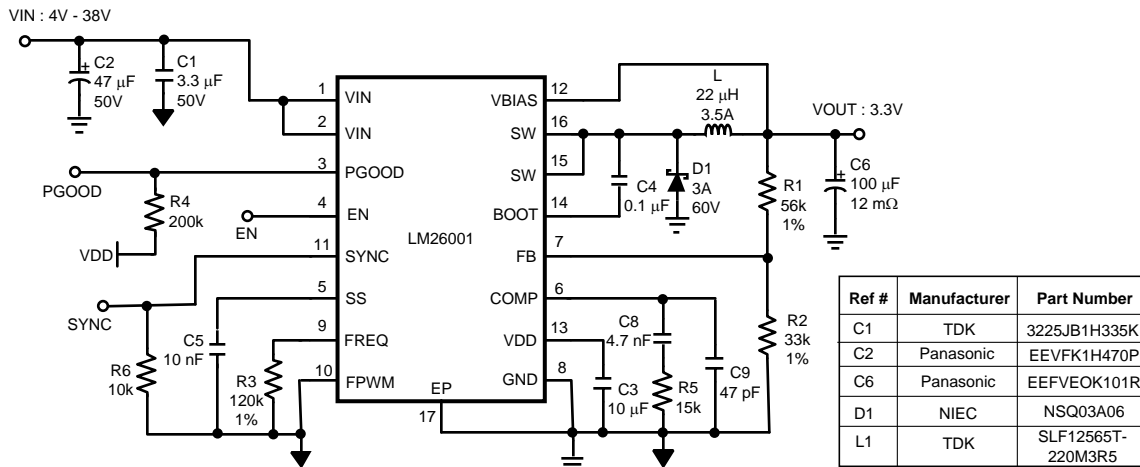 VIN : 4V - 38V
+
C2
47 μF
50V
C1
3.3 μF
50V
1
VIN
2
VIN
3
PGOOD
PGOOD
R4
200k
VDD
4
EN
EN
11
SYNC
SYNC
5
SS
C5
10 nF
9
FREQ
R6
10k
R3
120k
1%
10
FPWM
LM26001
EP
17
12
VBIAS
16
SW
15
SW
14
BOOT
7
FB
6
COMP
13
VDD
8
GND
L
22 μH
3.5A
VOUT : 3.3V
C4
0.1 μF
D1
3A
60V
R1
56k
1%
+
C6
100 μF
12 mΩ
R2
33k
1%
C8
4.7 nF
C9
47 pF
C3
10 μF
R5
15k
Ref # Manufacturer Part Number
C1 TDK 3225JB1H335K
C2 Panasonic EEVFK1H470P
C6 Panasonic EEFVEOK101R
D1 NIEC NSQ03A06
L1 TDK SLF12565T-
220M3R5